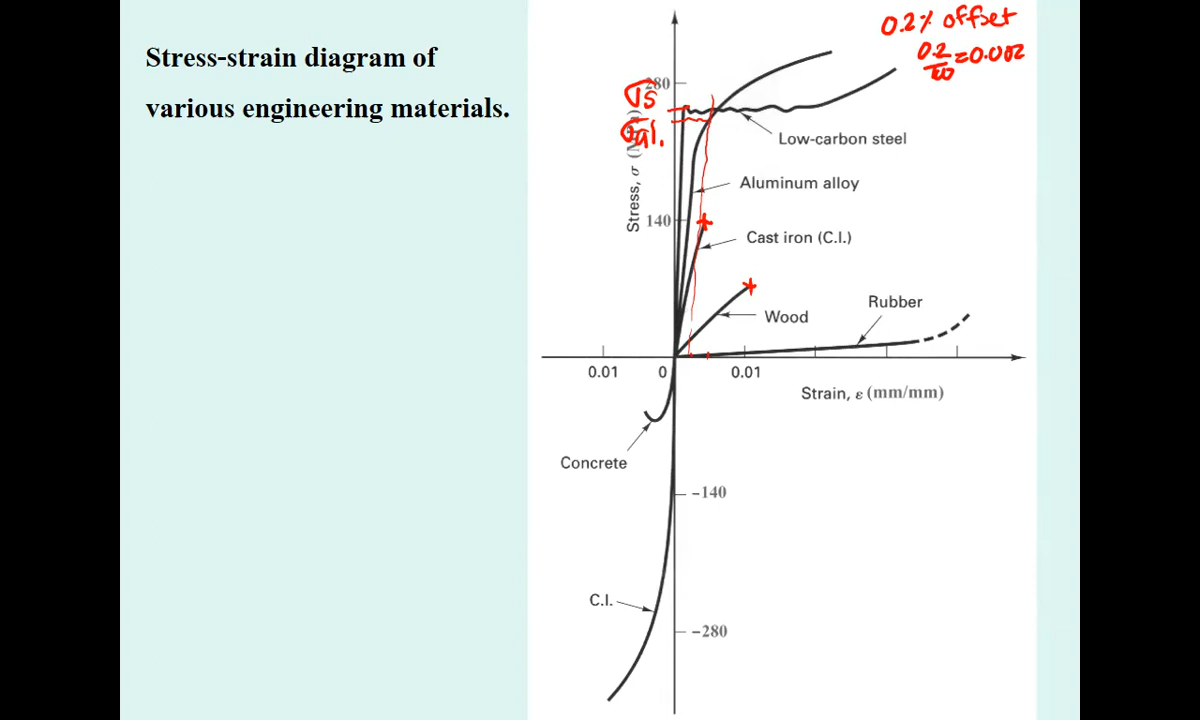 Stress-strain diagram of
various engineering materials.
0.2% offset
0.2/100=0.002
280
σs
σal.
Low-carbon steel
Aluminum alloy
Stress, σ
140
Cast iron (C.I.)
Rubber
Wood
0.01
0
0.01
Strain, ε (mm/mm)
Concrete
-140
C.I.
-280